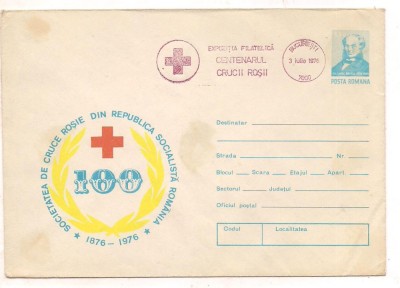 EXPOZIȚIA FILATELICĂ
CENTENARUL
CRUCII ROȘII
BUCUREȘTI
3 iulie 1976
7000
POSTA ROMANA
SOCIETATEA DE CRUCE ROȘIE DIN REPUBLICA SOCIALISTĂ ROMÂNIA
100
★ 1876 – 1976 ★
Destinatar
Strada Nr.
Blocul Scara Etajul Apart.
Sectorul Județul
Oficiul poștal
Codul Localitatea